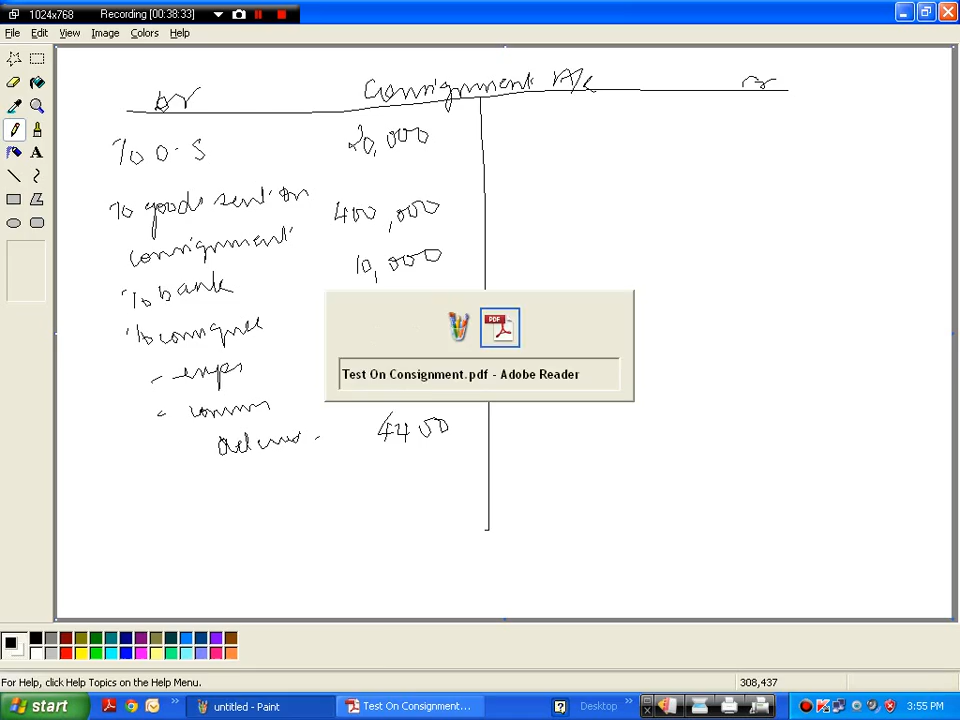 1024x768 Recording [00:38:33]
File Edit View Image Colors Help
Dr Consignment A/c Cr
To O.S 20,000
To goods sent on
consignment 400,000
To bank 10,000
To consignee
- exps
- comms
4400
PDF
Test On Consignment.pdf - Adobe Reader
For Help, click Help Topics on the Help Menu. 308,437
start untitled - Paint Test On Consignment... Desktop » 3:55 PM